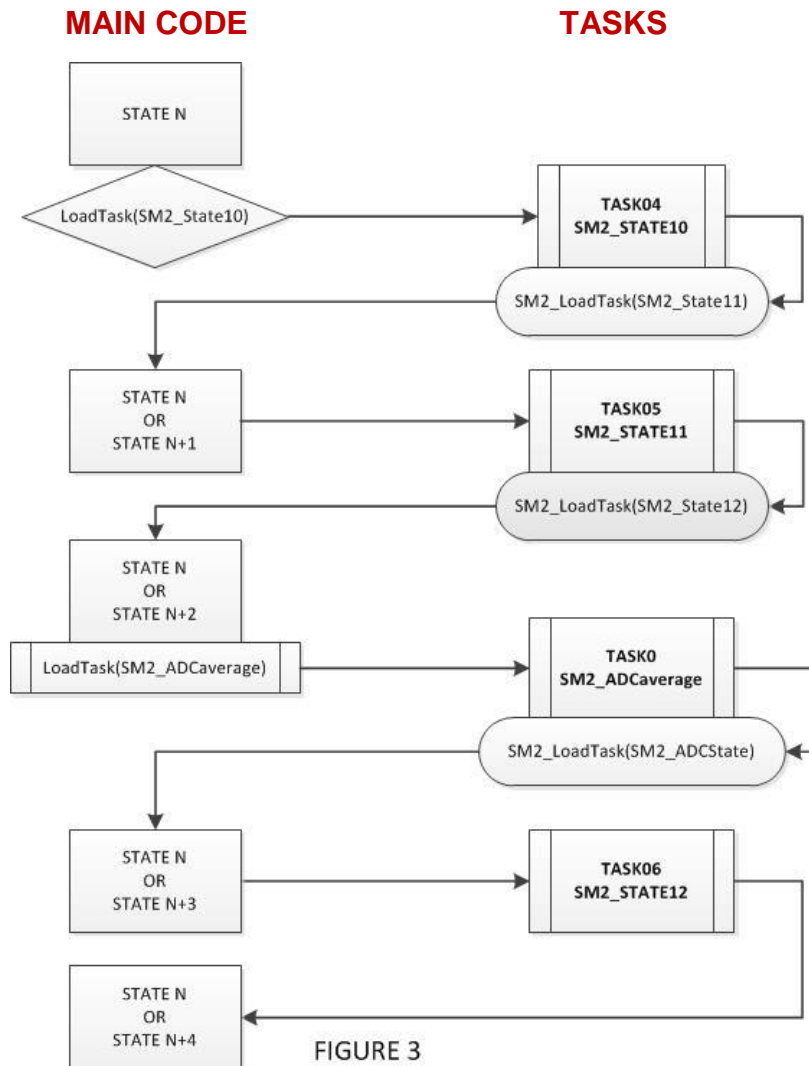 MAIN CODE
TASKS
STATE N
LoadTask(SM2_State10)
TASK04
SM2_STATE10
SM2_LoadTask(SM2_State11)
STATE N
OR
STATE N+1
TASK05
SM2_STATE11
SM2_LoadTask(SM2_State12)
STATE N
OR
STATE N+2
LoadTask(SM2_ADCaverage)
TASK0
SM2_ADCaverage
SM2_LoadTask(SM2_ADCState)
STATE N
OR
STATE N+3
TASK06
SM2_STATE12
STATE N
OR
STATE N+4
FIGURE 3